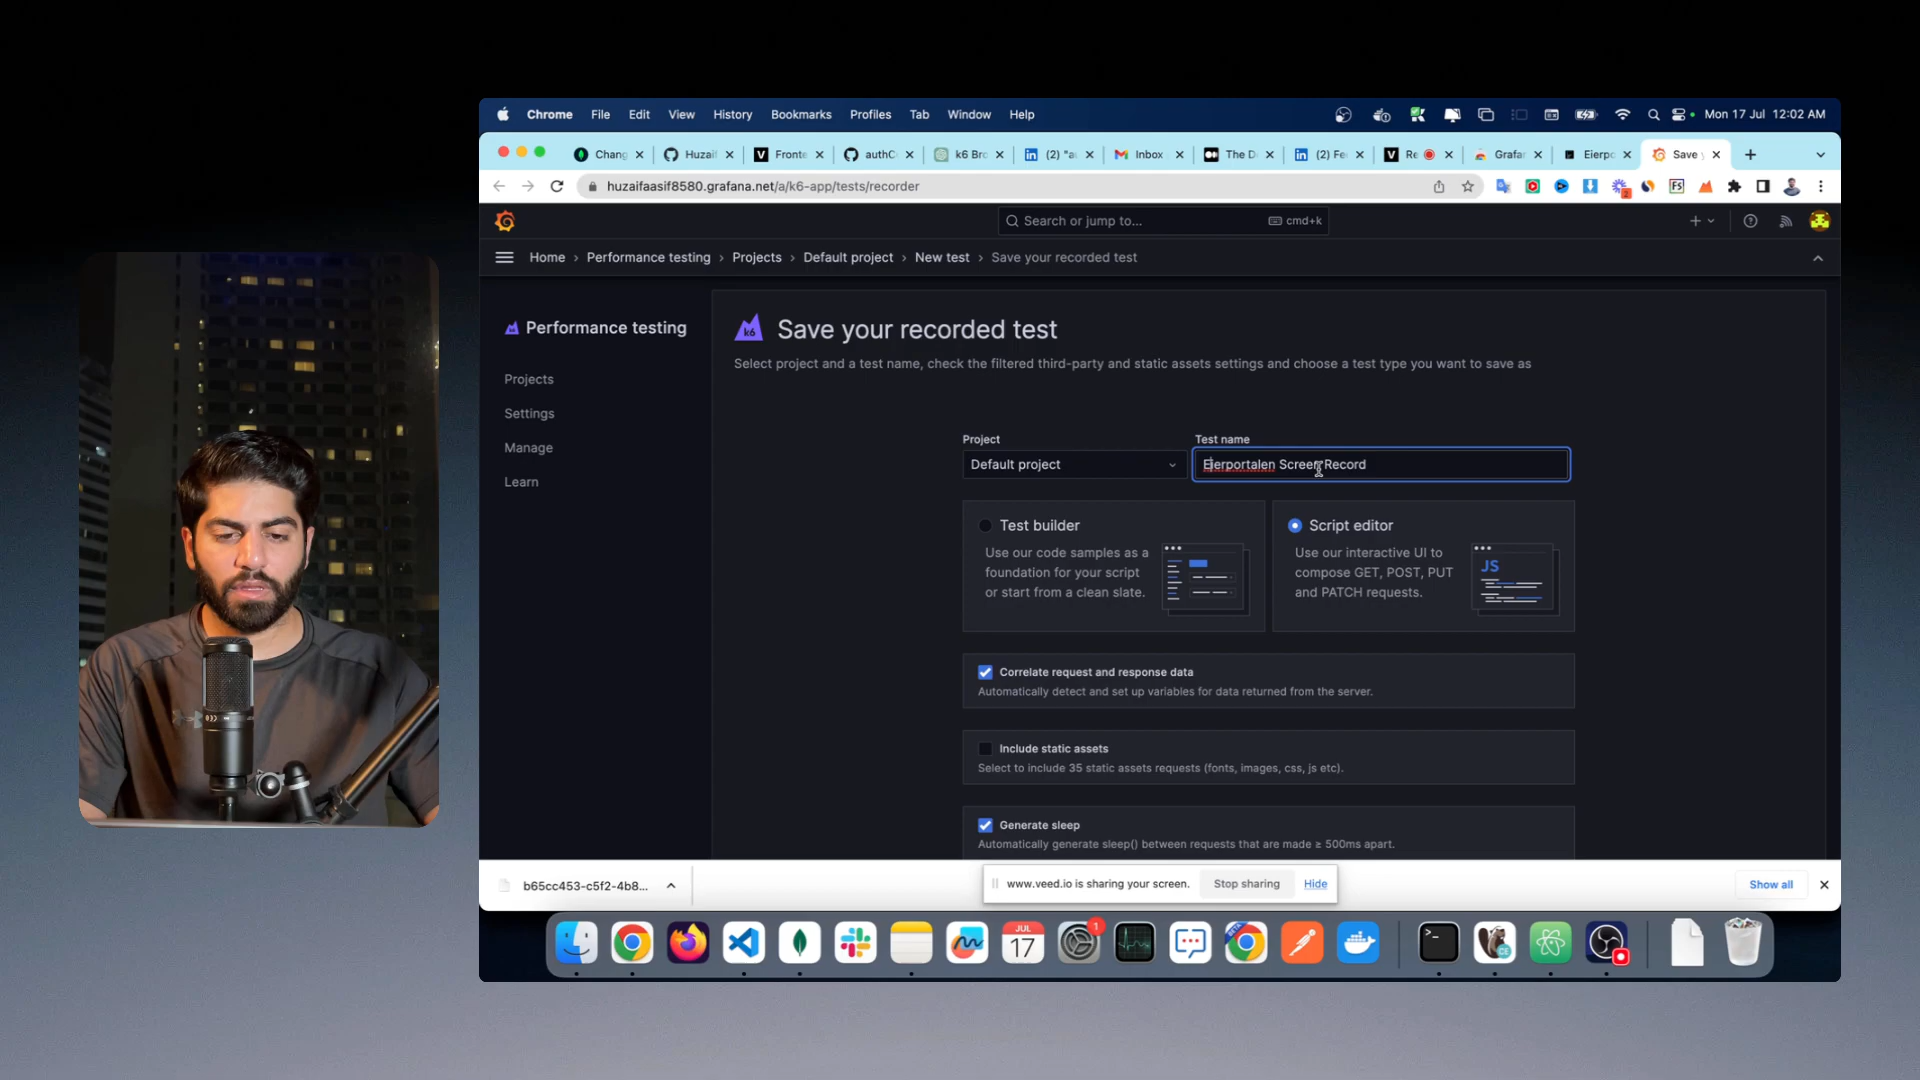 Chrome File Edit View History Bookmarks Profiles Tab Window Help Mon 17 Jul 12:02 AM
Chang Huzaif Fronte authC k6 Bro (2) "au Inbox The D (2) Fe Re Grafar Eierpo Save y
huzaifaasif8580.grafana.net/a/k6-app/tests/recorder
2
FS
Search or jump to... cmd+k
Home › Performance testing › Projects › Default project › New test › Save your recorded test
Performance testing
Projects
Settings
Manage
Learn
k6
Save your recorded test
Select project and a test name, check the filtered third-party and static assets settings and choose a test type you want to save as
Project
Test name
Default project
Eierportalen Screen Record
Test builder
Use our code samples as a
foundation for your script
or start from a clean slate.
Script editor
Use our interactive UI to
compose GET, POST, PUT
and PATCH requests.
JS
Correlate request and response data
Automatically detect and set up variables for data returned from the server.
Include static assets
Select to include 35 static assets requests (fonts, images, css, js etc).
Generate sleep
Automatically generate sleep() between requests that are made ≥ 500ms apart.
b65cc453-c5f2-4b8...
www.veed.io is sharing your screen. Stop sharing Hide
Show all
JUL
17
1
BETA
CE